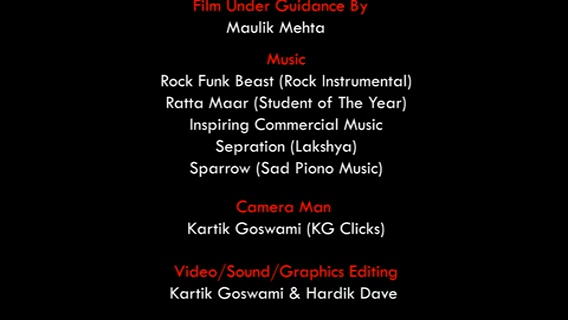 Film Under Guidance By
Maulik Mehta
Music
Rock Funk Beast (Rock Instrumental)
Ratta Maar (Student of The Year)
Inspiring Commercial Music
Sepration (Lakshya)
Sparrow (Sad Piono Music)
Camera Man
Kartik Goswami (KG Clicks)
Video/Sound/Graphics Editing
Kartik Goswami & Hardik Dave